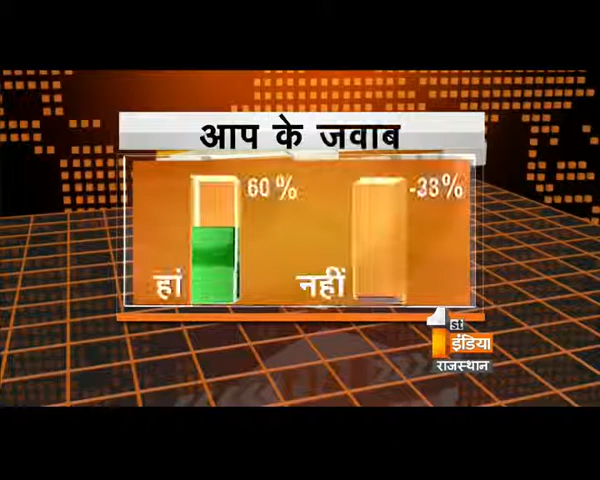 आप के जवाब
60 %
-38%
हां
नहीं
1st
इंडिया
राजस्थान